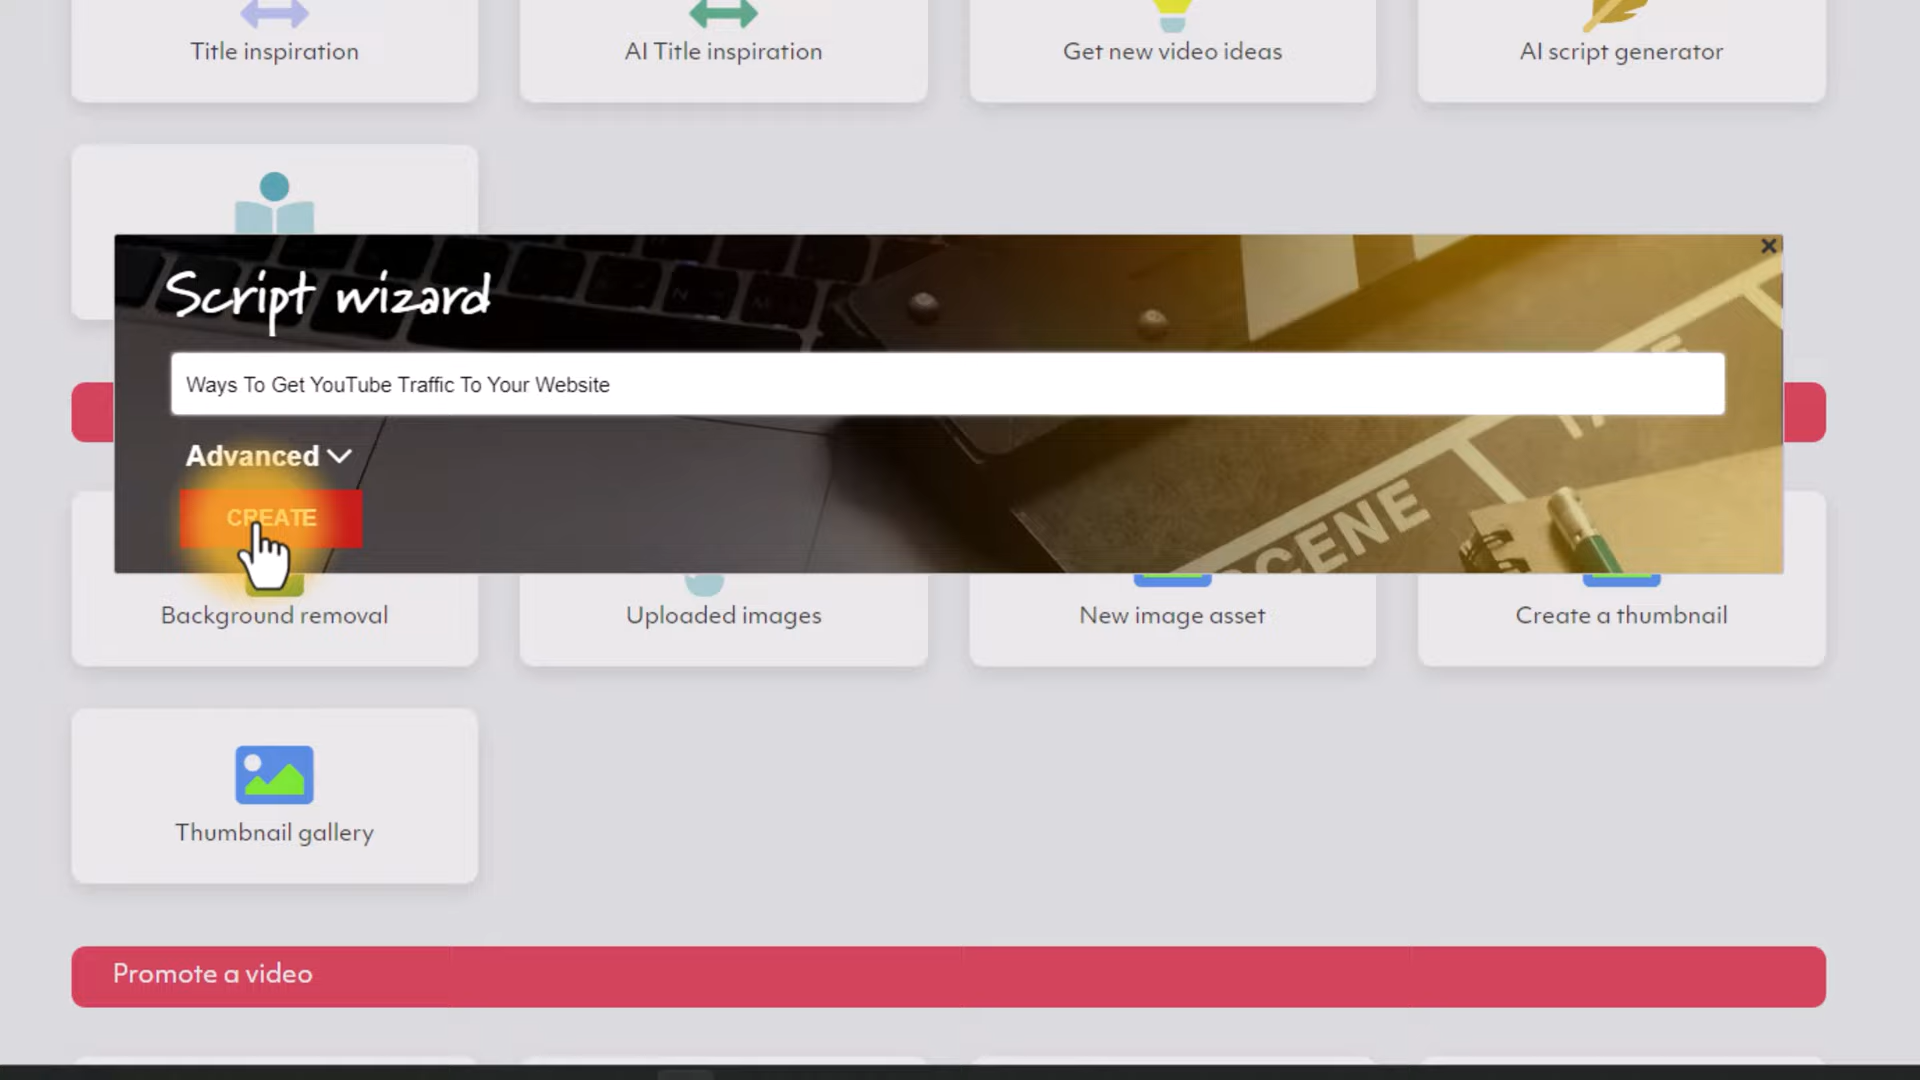 Title inspiration
AI Title inspiration
Get new video ideas
AI script generator
Script wizard
Ways To Get YouTube Traffic To Your Website
Advanced
CREATE
SCENE
Background removal
Uploaded images
New image asset
Create a thumbnail
Thumbnail gallery
Promote a video